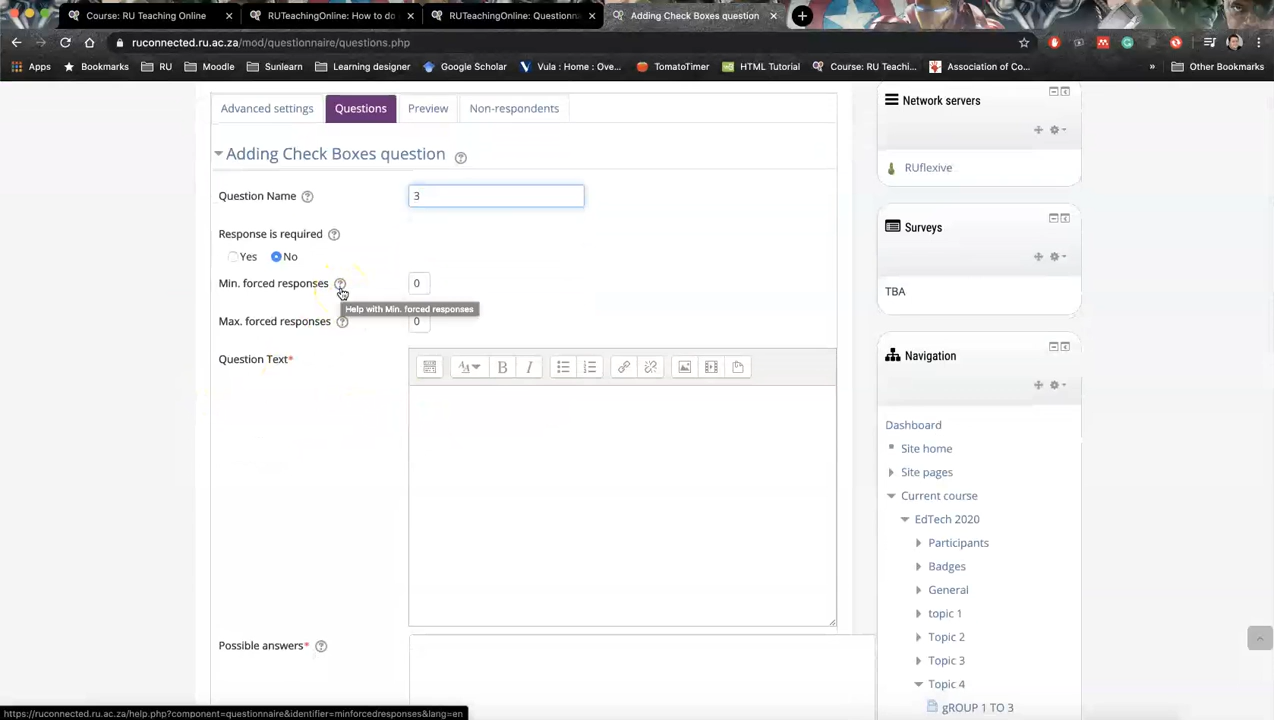 Course: RU Teaching Online
RUTeachingOnline: How to do
RUTeachingOnline: Questionna
Adding Check Boxes question
ruconnected.ru.ac.za/mod/questionnaire/questions.php
Apps
Bookmarks
RU
Moodle
Sunlearn
Learning designer
Google Scholar
Vula : Home : Ove...
TomatoTimer
HTML Tutorial
Course: RU Teachi...
Association of Co...
»
Other Bookmarks
Advanced settings
Questions
Preview
Non-respondents
Adding Check Boxes question
Question Name
3
Response is required
Yes
No
Min. forced responses
0
Help with Min. forced responses
Max. forced responses
0
Question Text*
B
I
Possible answers*
Network servers
RUflexive
Surveys
TBA
Navigation
Dashboard
Site home
Site pages
Current course
EdTech 2020
Participants
Badges
General
topic 1
Topic 2
Topic 3
Topic 4
gROUP 1 TO 3
https://ruconnected.ru.ac.za/help.php?component=questionnaire&identifier=minforcedresponses&lang=en